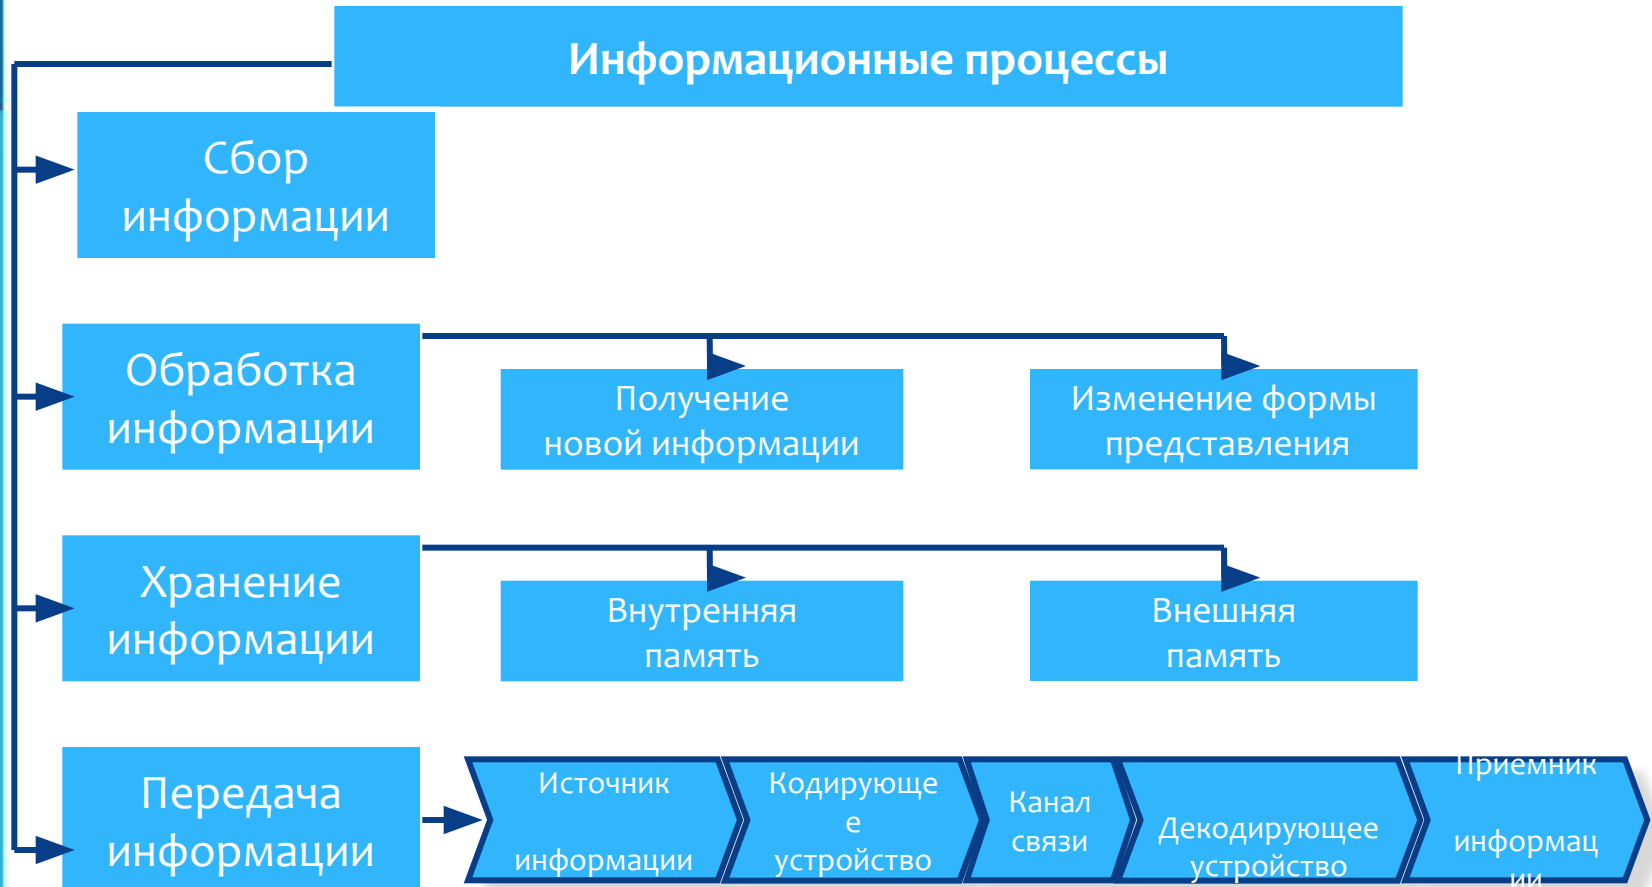 Информационные процессы
Сбор
информации
Обработка
информации
Получение
новой информации
Изменение формы
представления
Хранение
информации
Внутренняя
память
Внешняя
память
Передача
информации
Источник
информации
Кодирующе
е
устройство
Канал
связи
Декодирующее
устройство
Приемник
информац
ии